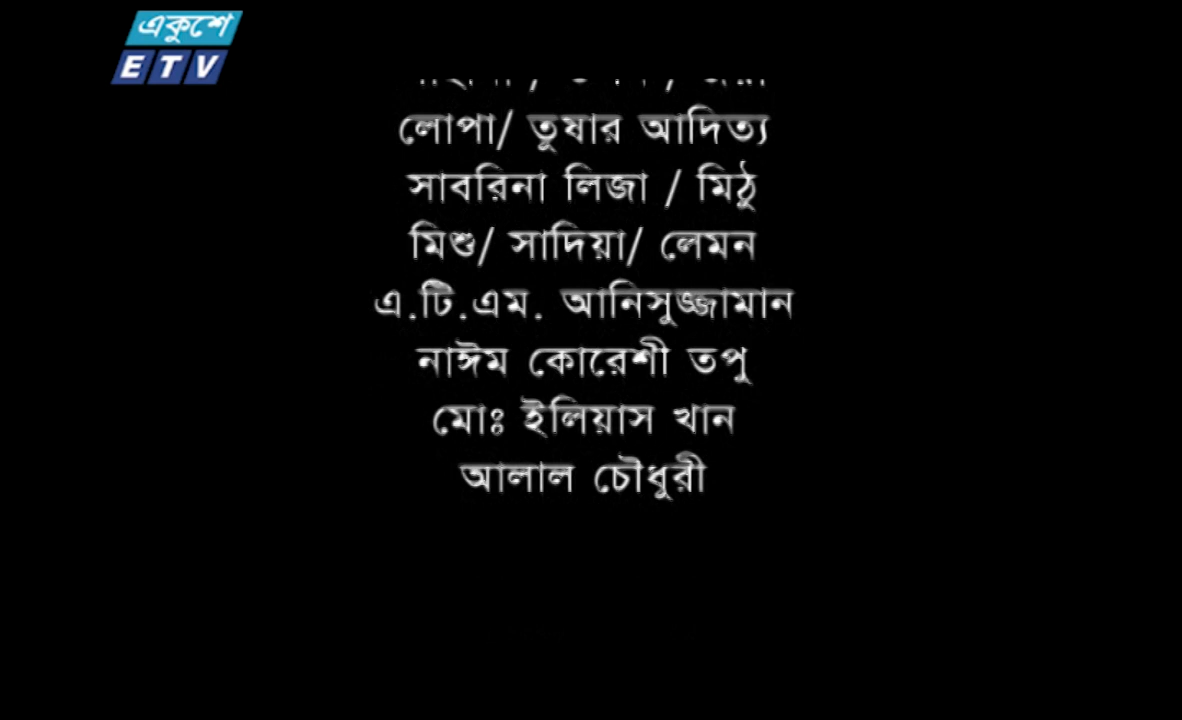 একুশে
ETV
লোপা/ তুষার আদিত্য
সাবরিনা লিজা / মিঠু
মিশু/ সাদিয়া/ লেমন
এ.টি.এম. আনিসুজ্জামান
নাঈম কোরেশী তপু
মোঃ ইলিয়াস খান
আলাল চৌধুরী